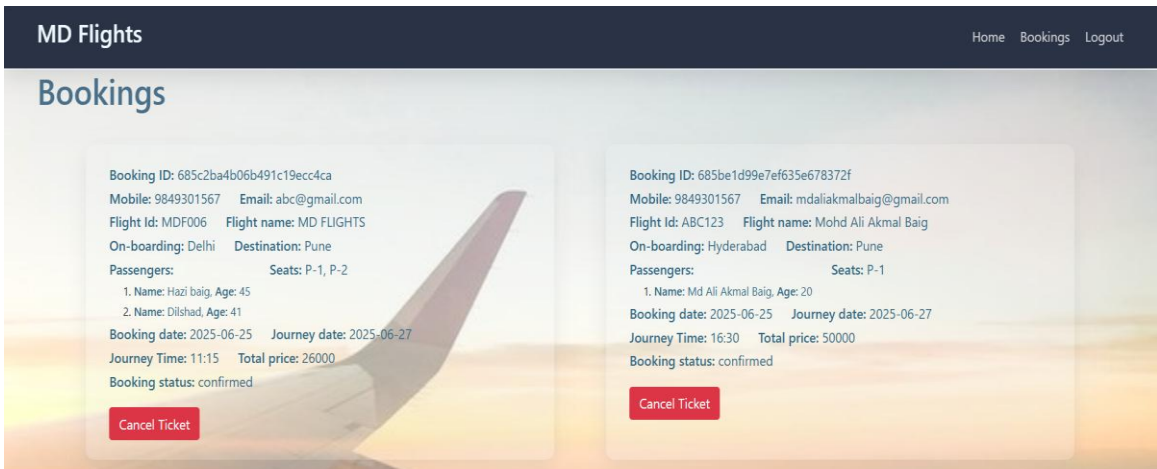 MD Flights
Home Bookings Logout
Bookings
Booking ID: 685c2ba4b06b491c19ecc4ca
Mobile: 9849301567 Email: abc@gmail.com
Flight Id: MDF006 Flight name: MD FLIGHTS
On-boarding: Delhi Destination: Pune
Passengers: Seats: P-1, P-2
1. Name: Hazi baig, Age: 45
2. Name: Dilshad, Age: 41
Booking date: 2025-06-25 Journey date: 2025-06-27
Journey Time: 11:15 Total price: 26000
Booking status: confirmed
Cancel Ticket
Booking ID: 685be1d99e7ef635e678372f
Mobile: 9849301567 Email: mdaliakmalbaig@gmail.com
Flight Id: ABC123 Flight name: Mohd Ali Akmal Baig
On-boarding: Hyderabad Destination: Pune
Passengers: Seats: P-1
1. Name: Md Ali Akmal Baig, Age: 20
Booking date: 2025-06-25 Journey date: 2025-06-27
Journey Time: 16:30 Total price: 50000
Booking status: confirmed
Cancel Ticket